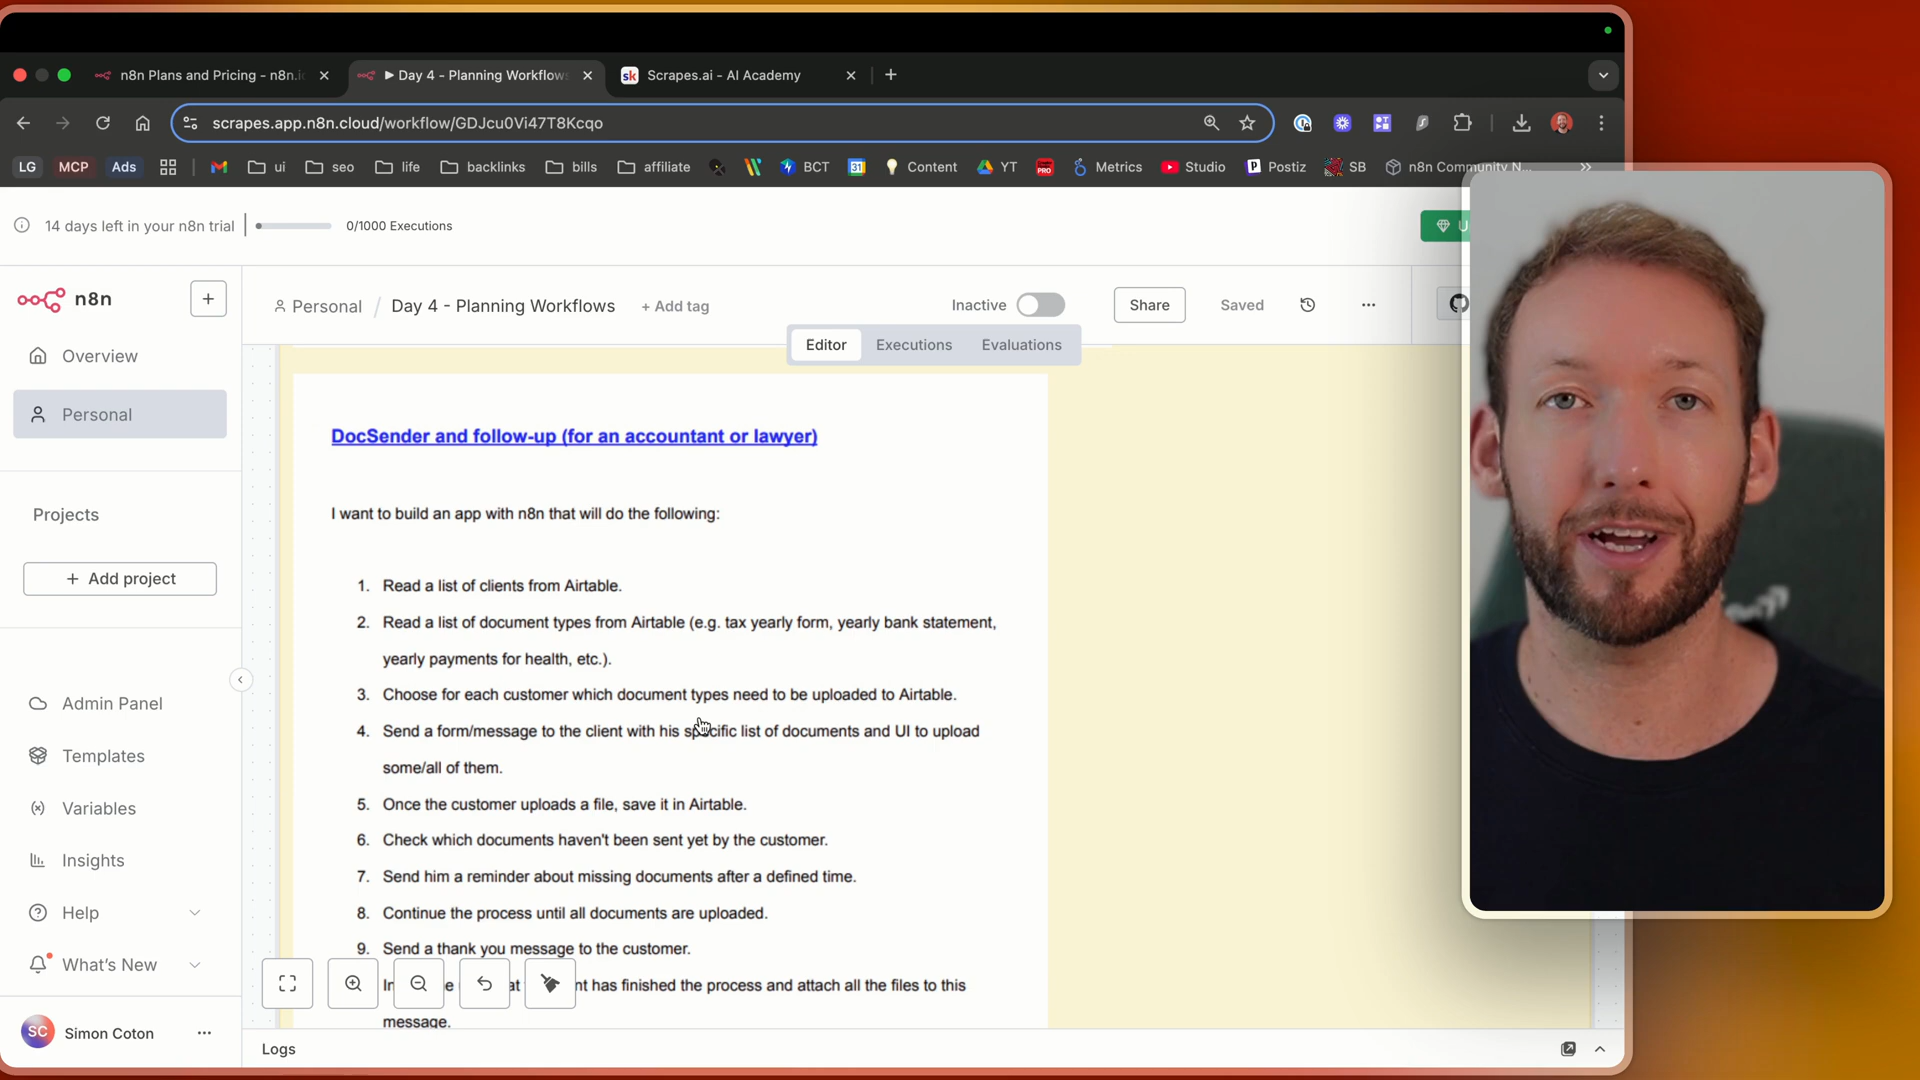 n8n Plans and Pricing - n8n.i
Day 4 - Planning Workflow
sk
Scrapes.ai - AI Academy
scrapes.app.n8n.cloud/workflow/GDJcu0Vi47T8Kcqo
LG
MCP
Ads
ui
seo
life
backlinks
bills
affiliate
BCT
31
Content
YT
PRO
Metrics
Studio
Postiz
SB
n8n Community N...
14 days left in your n8n trial
0/1000 Executions
U
n8n
Personal / Day 4 - Planning Workflows + Add tag
Inactive
Share
Saved
Editor
Executions
Evaluations
Overview
Personal
Projects
+ Add project
Admin Panel
Templates
Variables
Insights
Help
What's New
SC
Simon Coton
DocSender and follow-up (for an accountant or lawyer)
I want to build an app with n8n that will do the following:
1. Read a list of clients from Airtable.
2. Read a list of document types from Airtable (e.g. tax yearly form, yearly bank statement,
yearly payments for health, etc.).
3. Choose for each customer which document types need to be uploaded to Airtable.
4. Send a form/message to the client with his specific list of documents and UI to upload
some/all of them.
5. Once the customer uploads a file, save it in Airtable.
6. Check which documents haven't been sent yet by the customer.
7. Send him a reminder about missing documents after a defined time.
8. Continue the process until all documents are uploaded.
9. Send a thank you message to the customer.
has finished the process and attach all the files to this
message.
Logs